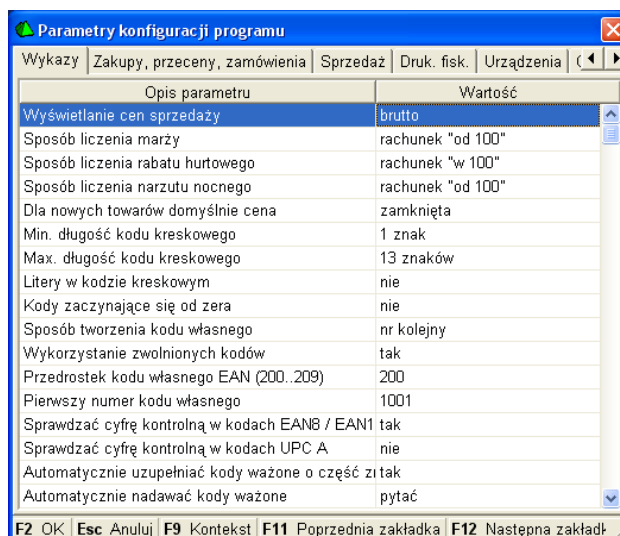 Parametry konfiguracji programu
Wykazy Zakupy, przeceny, zamówienia Sprzedaż Druk. fisk. Urządzenia
Opis parametru Wartość
Wyświetlanie cen sprzedaży brutto
Sposób liczenia marży rachunek "od 100"
Sposób liczenia rabatu hurtowego rachunek "w 100"
Sposób liczenia narzutu nocnego rachunek "od 100"
Dla nowych towarów domyślnie cena zamknięta
Min. długość kodu kreskowego 1 znak
Max. długość kodu kreskowego 13 znaków
Litery w kodzie kreskowym nie
Kody zaczynające się od zera nie
Sposób tworzenia kodu własnego nr kolejny
Wykorzystanie zwolnionych kodów tak
Przedrostek kodu własnego EAN (200..209) 200
Pierwszy numer kodu własnego 1001
Sprawdzać cyfrę kontrolną w kodach EAN8 / EAN1 tak
Sprawdzać cyfrę kontrolną w kodach UPC A nie
Automatycznie uzupełniać kody ważone o część tak
Automatycznie nadawać kody ważone pytać
F2 OK Esc Anuluj F9 Kontekst F11 Poprzednia zakładka F12 Następna zakładk